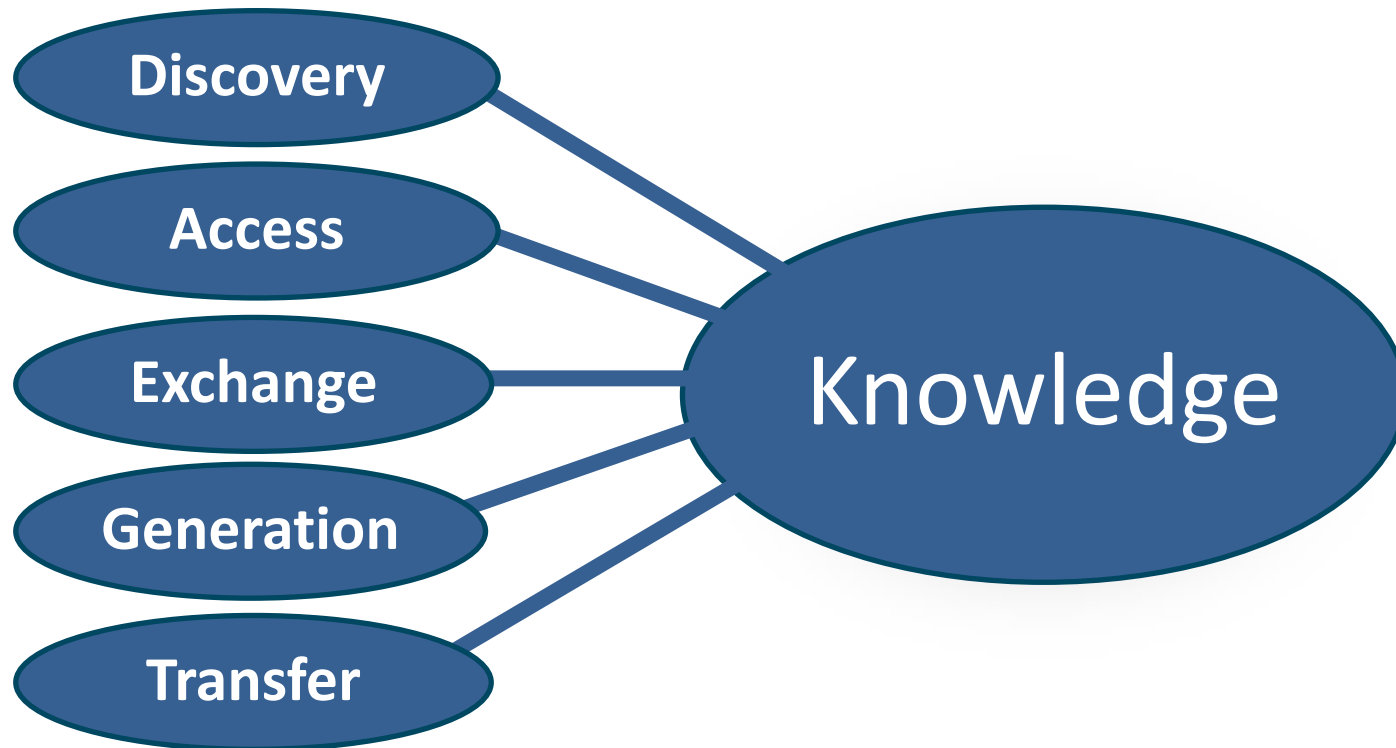 Discovery
Access
Exchange
Generation
Transfer
Knowledge